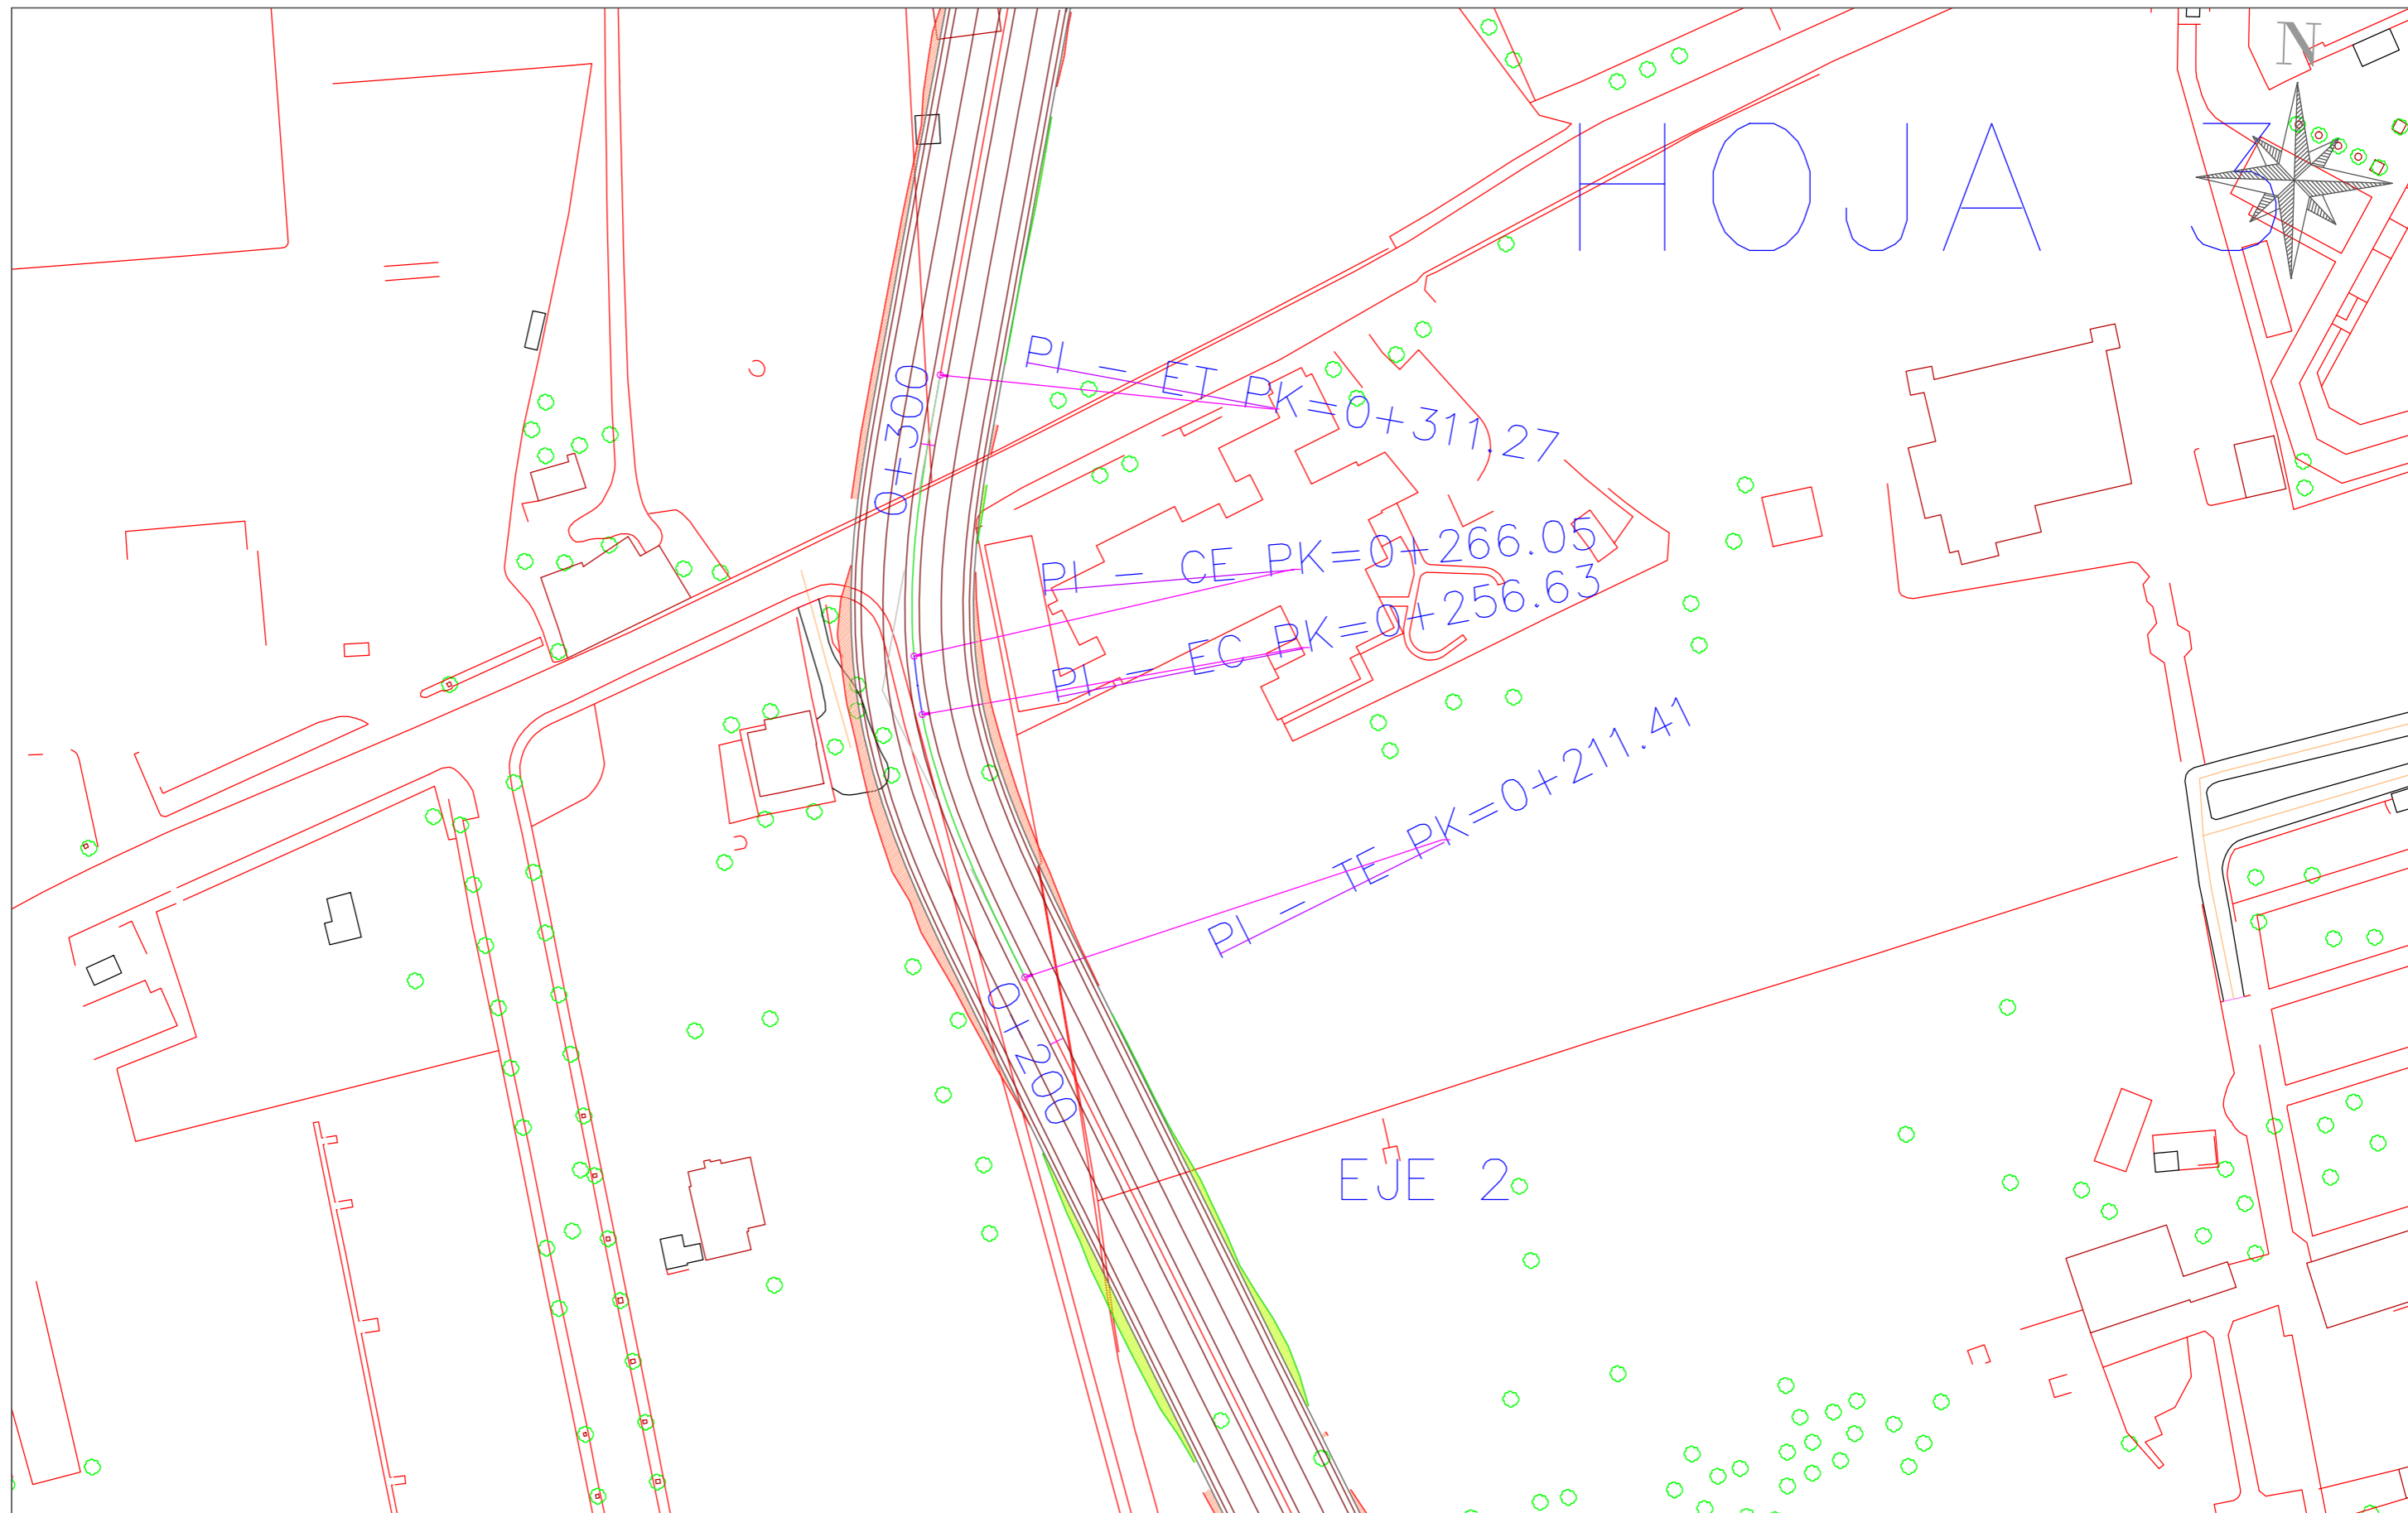 N
HOJA 3
PI - ET PK=0+311.27
0+300
PI - CE PK=0+266.05
PI - EC PK=0+256.63
PI - TE PK=0+211.41
0+200
EJE 2